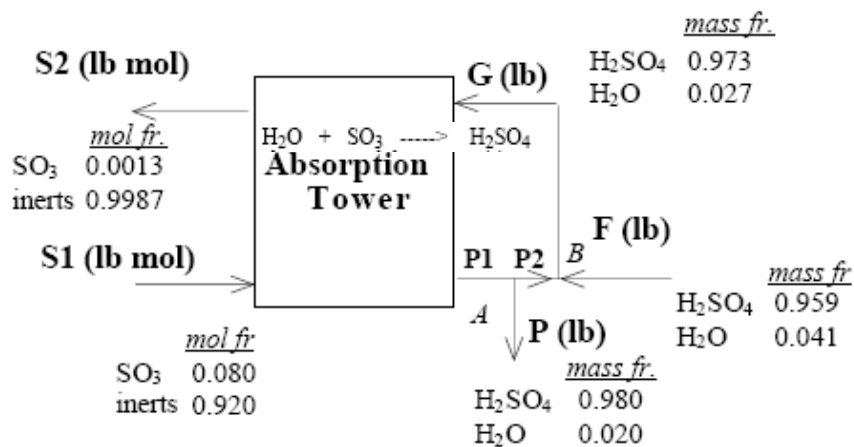 mass fr.
S2 (lb mol)
G (lb)
H₂SO₄ 0.973
H₂O 0.027
mol fr.
SO₃ 0.0013
inerts 0.9987
H₂O + SO₃ -----> H₂SO₄
Absorption
Tower
S1 (lb mol)
P1 P2 B
F (lb)
mass fr
H₂SO₄ 0.959
H₂O 0.041
A
P (lb)
mol fr
SO₃ 0.080
inerts 0.920
mass fr.
H₂SO₄ 0.980
H₂O 0.020